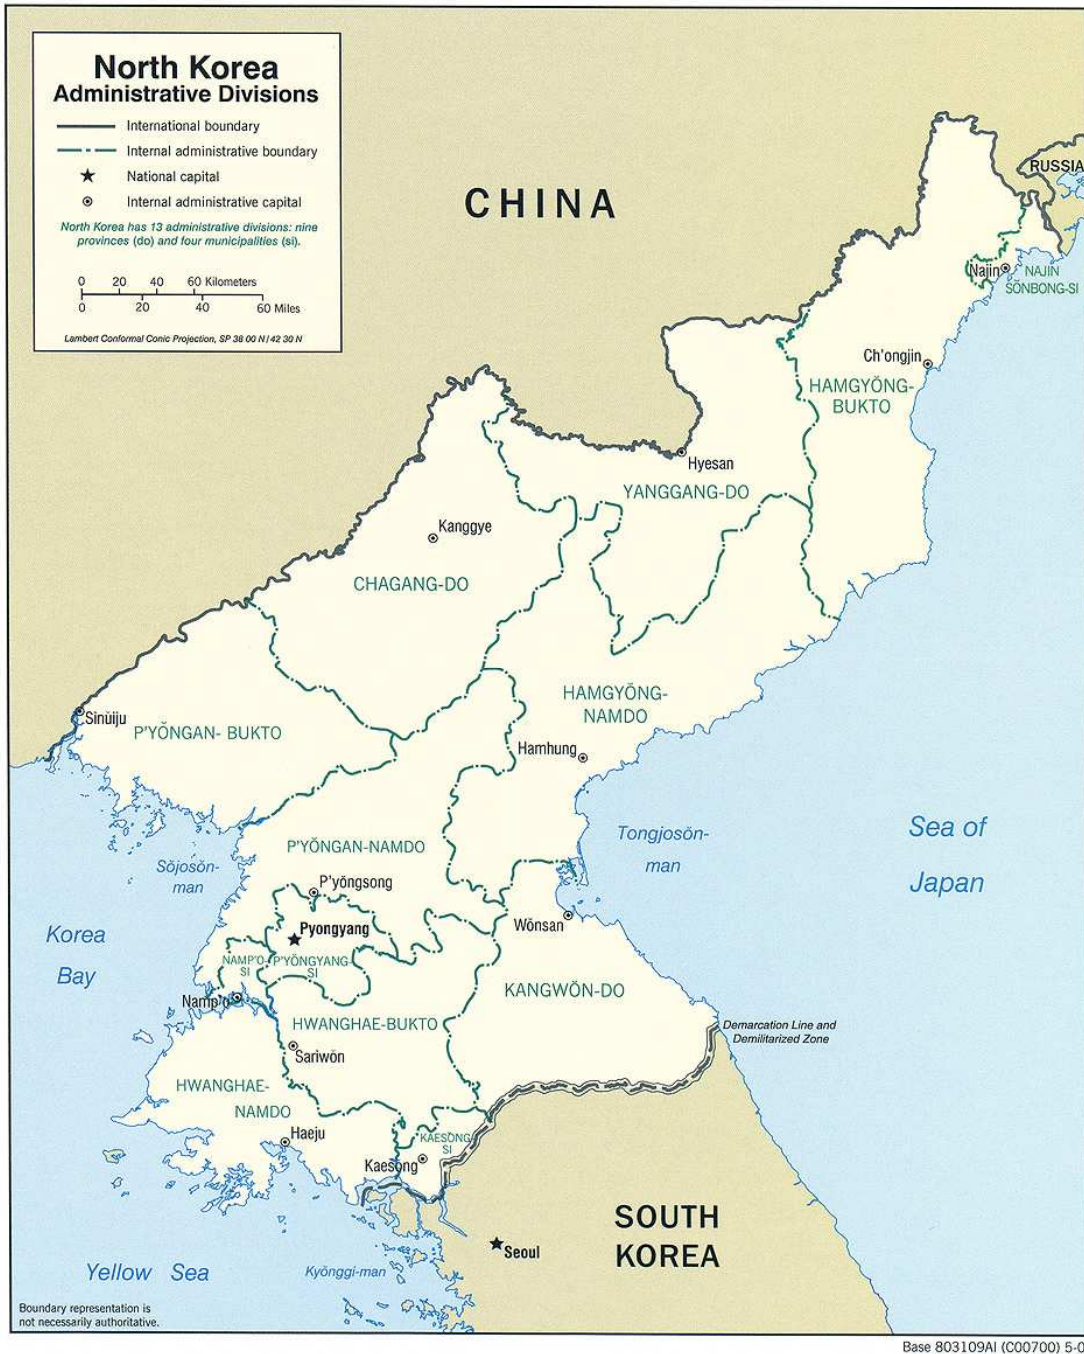 North Korea
Administrative Divisions
International boundary
Internal administrative boundary
National capital
Internal administrative capital
North Korea has 13 administrative divisions: nine
provinces (do) and four municipalities (si).
0 20 40 60 Kilometers
0 20 40 60 Miles
Lambert Conformal Conic Projection, SP 38 00 N / 42 30 N
RUSSIA
CHINA
Najin
NAJIN
SŎNBONG-SI
Ch'ongjin
HAMGYŎNG-
BUKTO
Hyesan
YANGGANG-DO
Kanggye
CHAGANG-DO
HAMGYŎNG-
NAMDO
Sinŭiju
P'YŎNGAN- BUKTO
Hamhung
Tongjosŏn-
man
Sea of
Japan
P'YŎNGAN-NAMDO
Sŏjosŏn-
man
P'yŏngsong
Korea
Bay
Pyongyang
Wŏnsan
NAMP'O-
SI
P'YŎNGYANG-
SI
KANGWŎN-DO
Namp'o
HWANGHAE-BUKTO
Demarcation Line and
Demilitarized Zone
Sariwŏn
HWANGHAE-
NAMDO
Haeju
KAESŎNG-
SI
Kaesŏng
SOUTH
KOREA
Seoul
Yellow Sea
Kyŏnggi-man
Boundary representation is
not necessarily authoritative.
Base 803109AI (C00700) 5-0